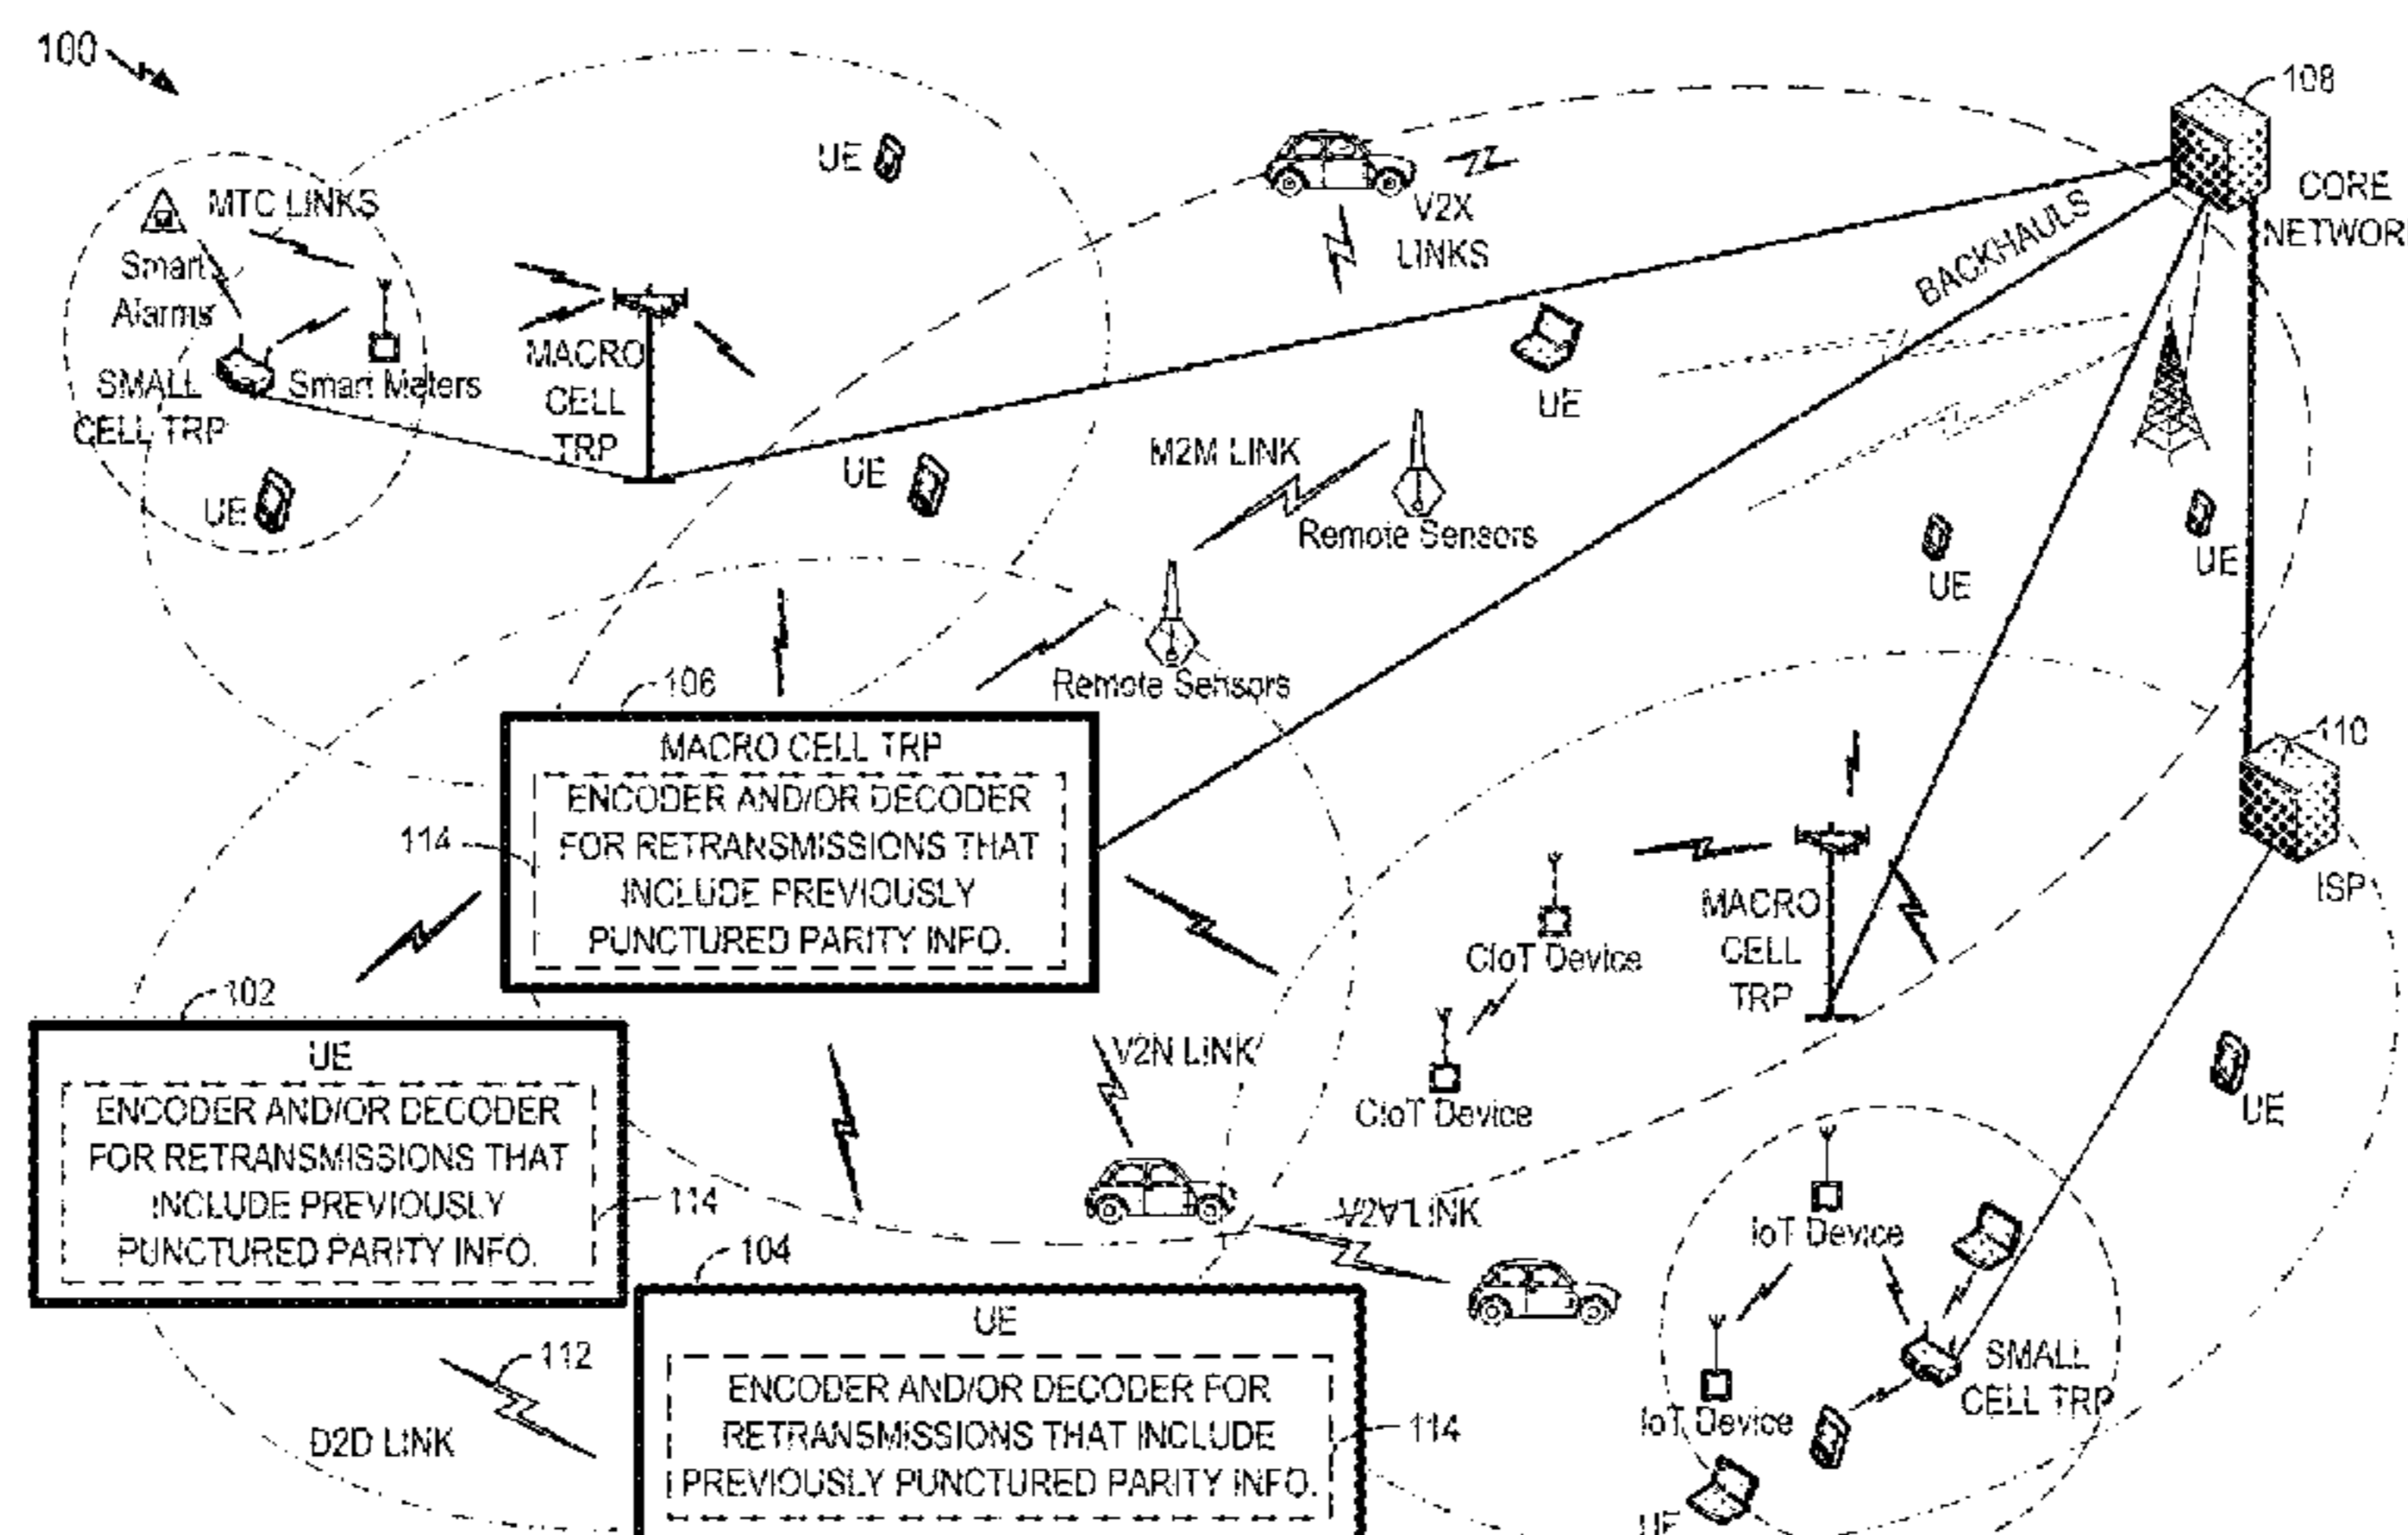 100
108
UE
MTC LINKS
CORE
NETWOR
V2X
LINKS
BACKHAULS
Smart
Alarms
MACRO
CELL
TRP
SMALL
CELL TRP
Smart Meters
UE
UE
M2M LINK
UE
Remote Sensors
UE
UE
Remote Sensors
106
110
MACRO CELL TRP
ENCODER AND/OR DECODER
FOR RETRANSMISSIONS THAT
INCLUDE PREVIOUSLY
PUNCTURED PARITY INFO.
114
ISP
MACRO
CELL
TRP
CIoT Device
102
V2N LINK
CIoT Device
UE
UE
ENCODER AND/OR DECODER
FOR RETRANSMISSIONS THAT
INCLUDE PREVIOUSLY
PUNCTURED PARITY INFO.
114
V2V LINK
IoT Device
104
UE
112
SMALL
CELL TRP
ENCODER AND/OR DECODER FOR
RETRANSMISSIONS THAT INCLUDE
PREVIOUSLY PUNCTURED PARITY INFO.
114
D2D LINK
IoT Device
UE